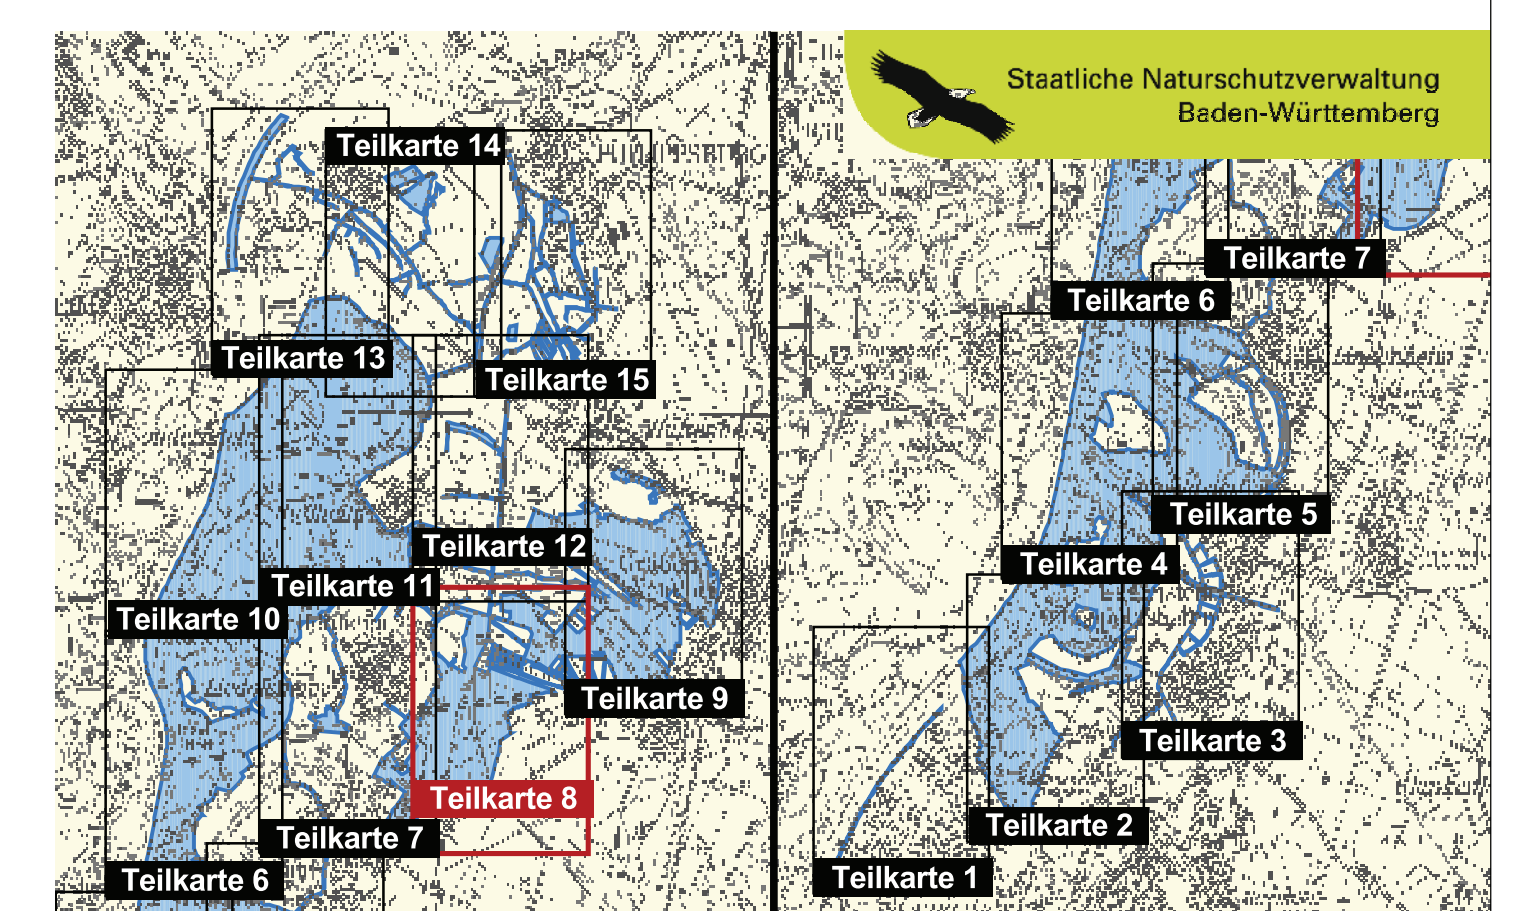 Staatliche Naturschutzverwaltung
Baden-Württemberg
Teilkarte 14
Teilkarte 13
Teilkarte 15
Teilkarte 12
Teilkarte 11
Teilkarte 10
Teilkarte 9
Teilkarte 8
Teilkarte 7
Teilkarte 6
Teilkarte 7
Teilkarte 6
Teilkarte 5
Teilkarte 4
Teilkarte 3
Teilkarte 2
Teilkarte 1